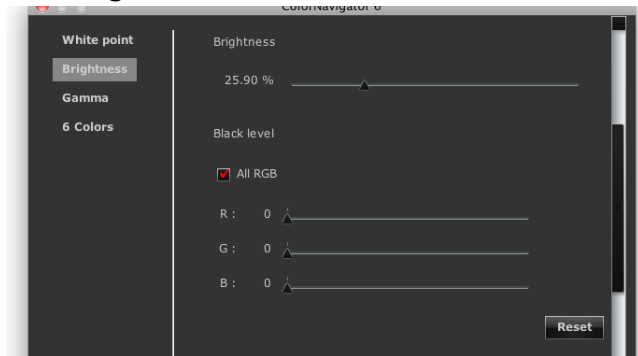 ColorNavigator 6
White point
Brightness
Gamma
6 Colors
Brightness
25.90 %
Black level
All RGB
R : 0
G : 0
B : 0
Reset